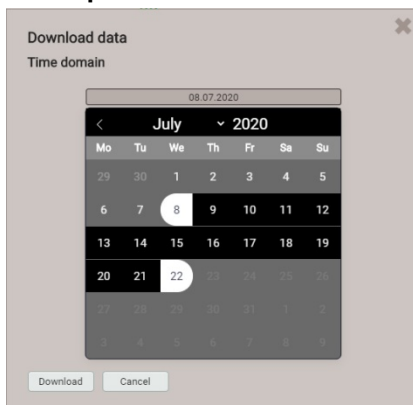 Download data
Time domain
08.07.2020
July 2020
Mo Tu We Th Fr Sa Su
29 30 1 2 3 4 5
6 7 8 9 10 11 12
13 14 15 16 17 18 19
20 21 22 23 24 25 26
27 28 29 30 31 1 2
3 4 5 6 7 8 9
Download Cancel